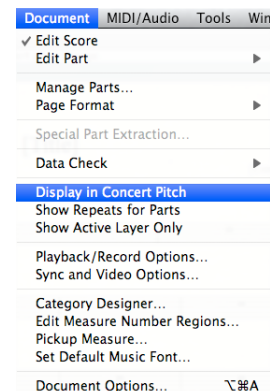 Document MIDI/Audio Tools
✓ Edit Score
Edit Part
Manage Parts...
Page Format
Special Part Extraction...
Data Check
Display in Concert Pitch
Show Repeats for Parts
Show Active Layer Only
Playback/Record Options...
Sync and Video Options...
Category Designer...
Edit Measure Number Regions...
Pickup Measure...
Set Default Music Font...
Document Options... ⌥⌘A